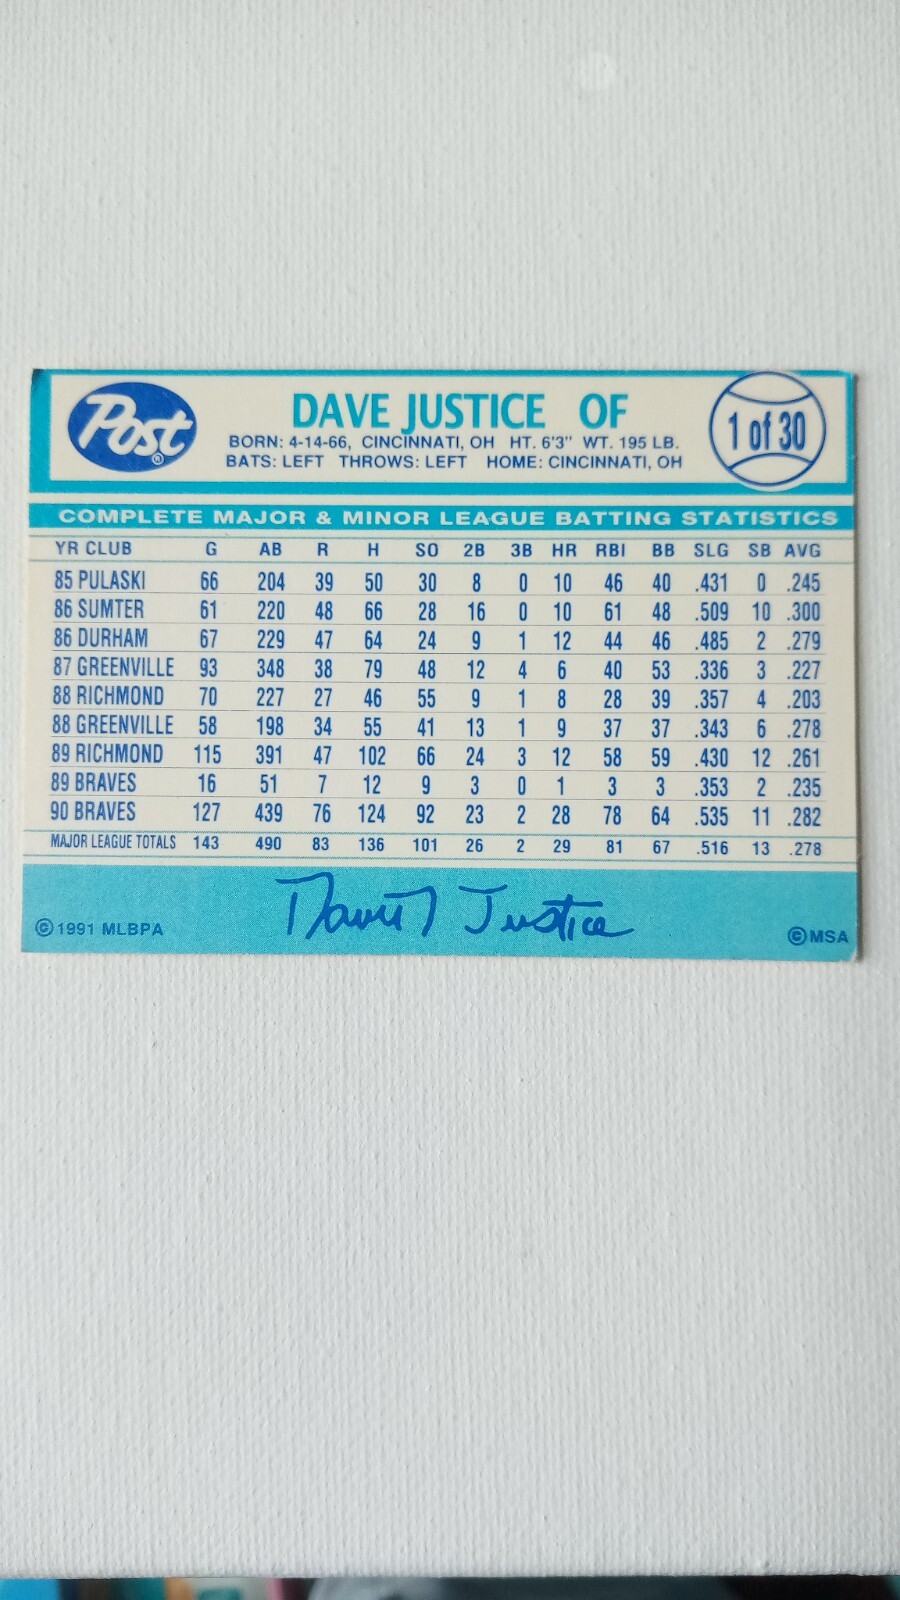 Post
DAVE JUSTICE OF
BORN: 4-14-66, CINCINNATI, OH HT. 6'3" WT. 195 LB.
BATS: LEFT THROWS: LEFT HOME: CINCINNATI, OH
1 of 30
COMPLETE MAJOR & MINOR LEAGUE BATTING STATISTICS
YR CLUB G AB R H SO 2B 3B HR RBI BB SLG SB AVG
85 PULASKI 66 204 39 50 30 8 0 10 46 40 .431 0 .245
86 SUMTER 61 220 48 66 28 16 0 10 61 48 .509 10 .300
86 DURHAM 67 229 47 64 24 9 1 12 44 46 .485 2 .279
87 GREENVILLE 93 348 38 79 48 12 4 6 40 53 .336 3 .227
88 RICHMOND 70 227 27 46 55 9 1 8 28 39 .357 4 .203
88 GREENVILLE 58 198 34 55 41 13 1 9 37 37 .343 6 .278
89 RICHMOND 115 391 47 102 66 24 3 12 58 59 .430 12 .261
89 BRAVES 16 51 7 12 9 3 0 1 3 3 .353 2 .235
90 BRAVES 127 439 76 124 92 23 2 28 78 64 .535 11 .282
MAJOR LEAGUE TOTALS 143 490 83 136 101 26 2 29 81 67 .516 13 .278
David Justice
© 1991 MLBPA
© MSA